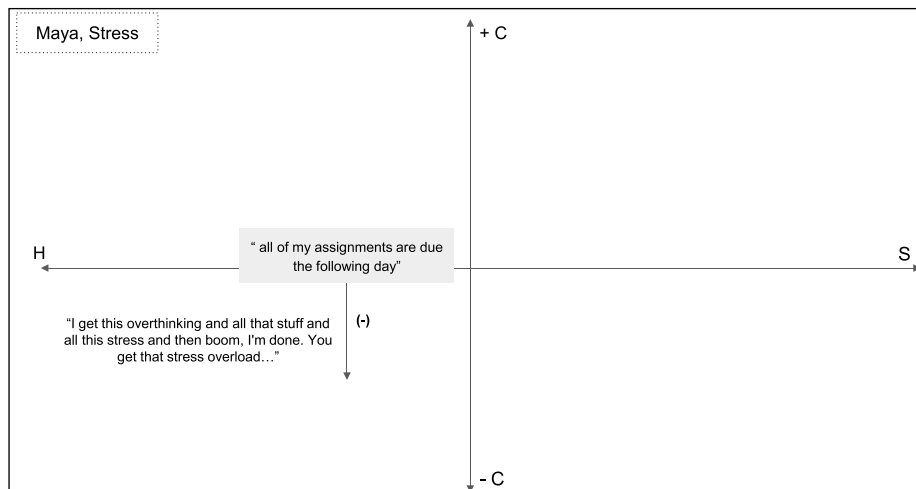 Maya, Stress
+ C
“ all of my assignments are due
the following day”
H
S
“I get this overthinking and all that stuff and
all this stress and then boom, I'm done. You
get that stress overload…”
(-)
- C